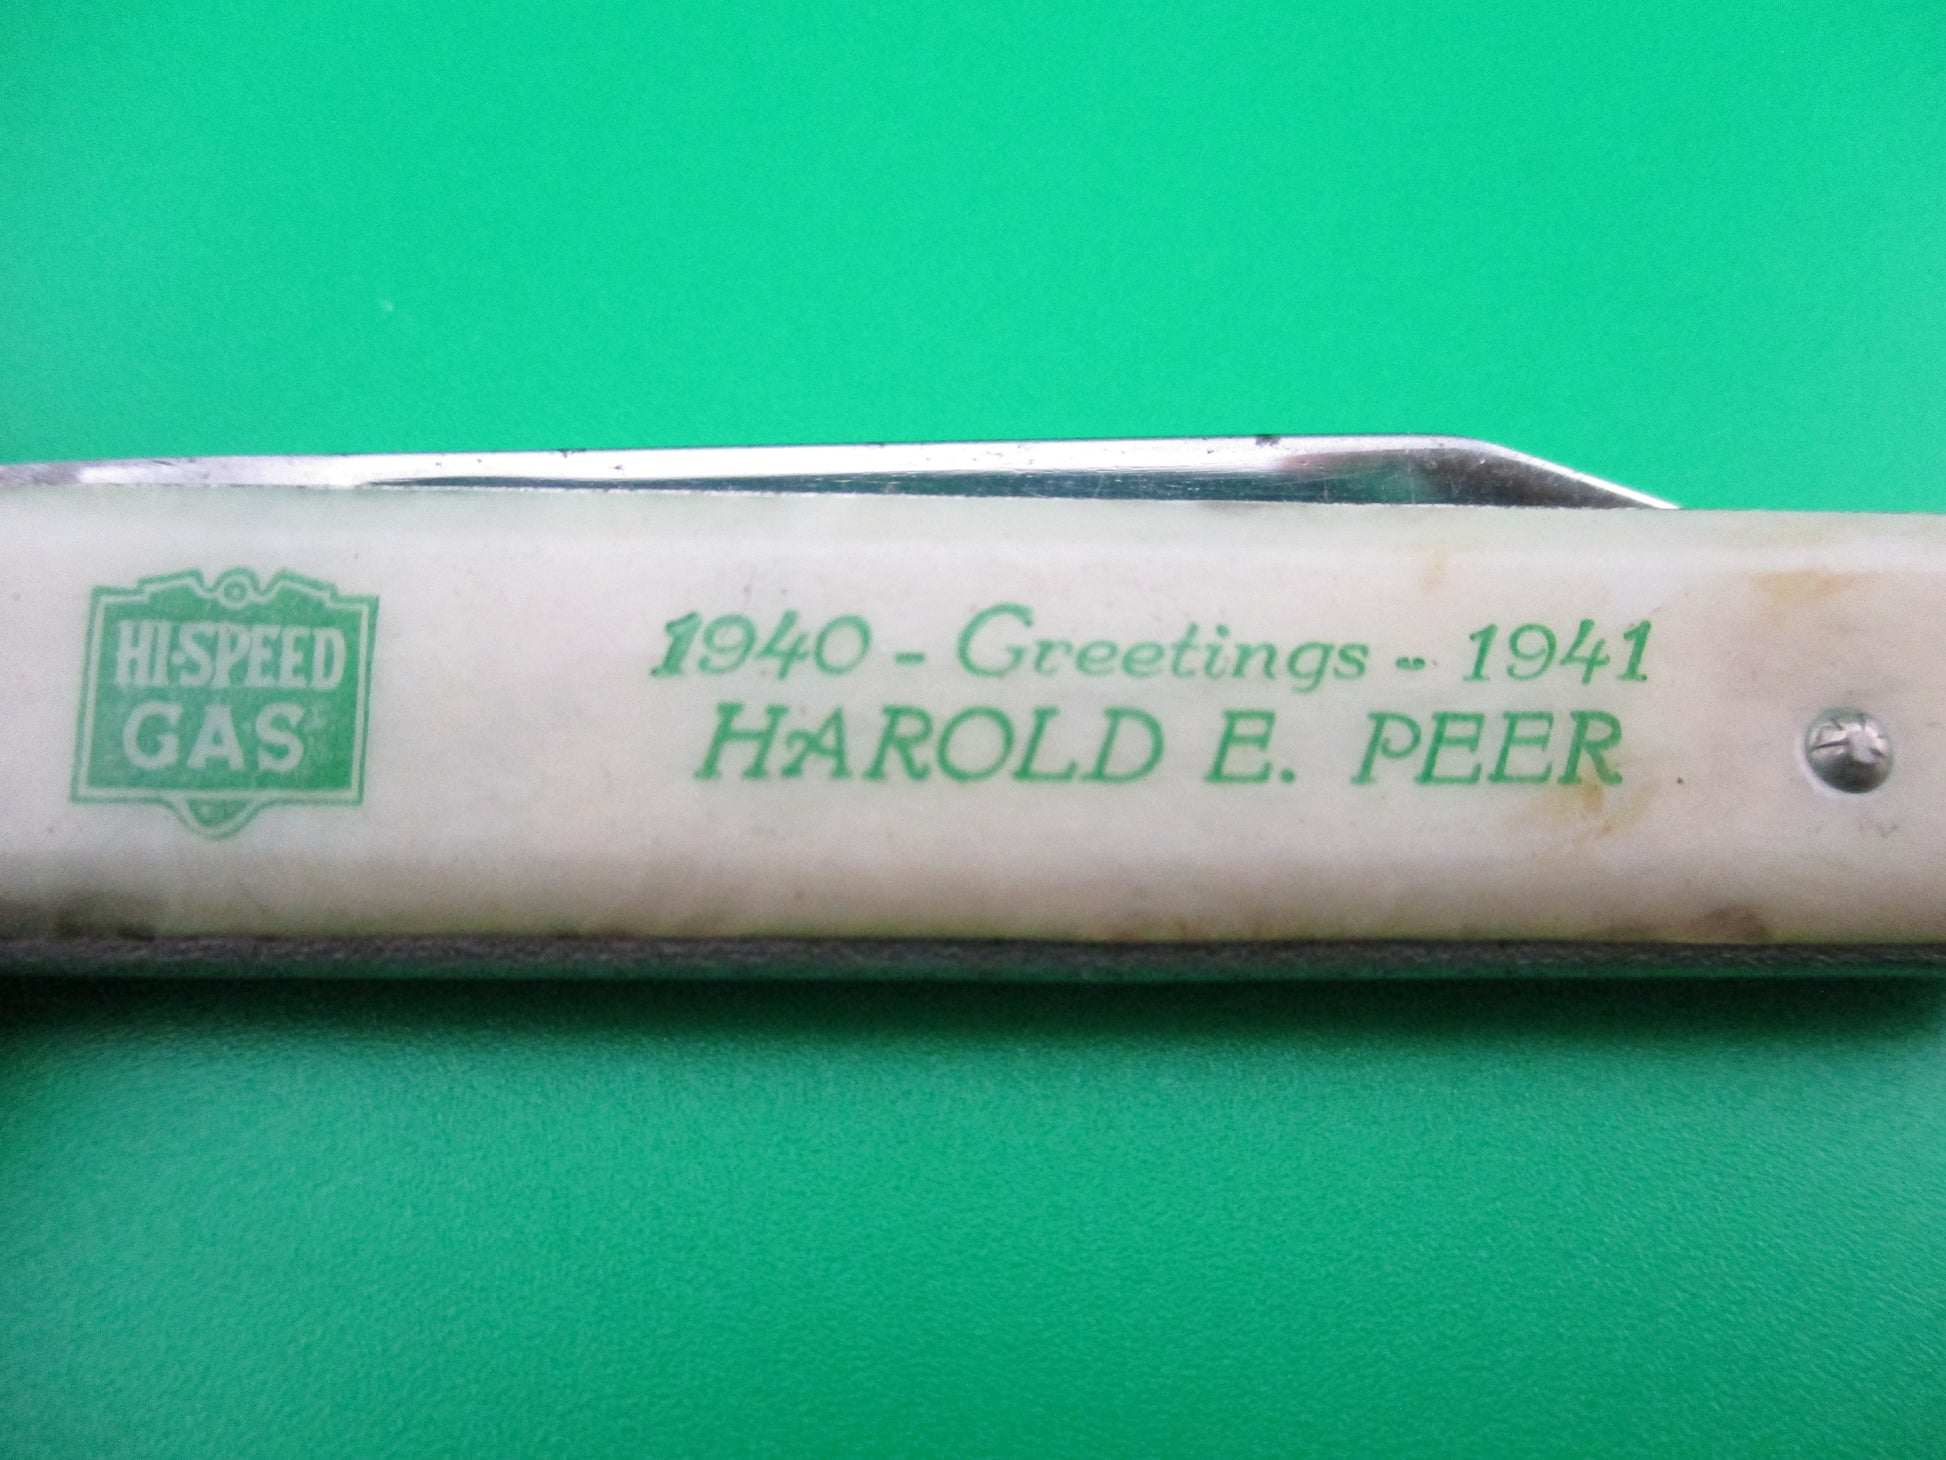 HI-SPEED
GAS
1940 - Greetings - 1941
HAROLD E. PEER